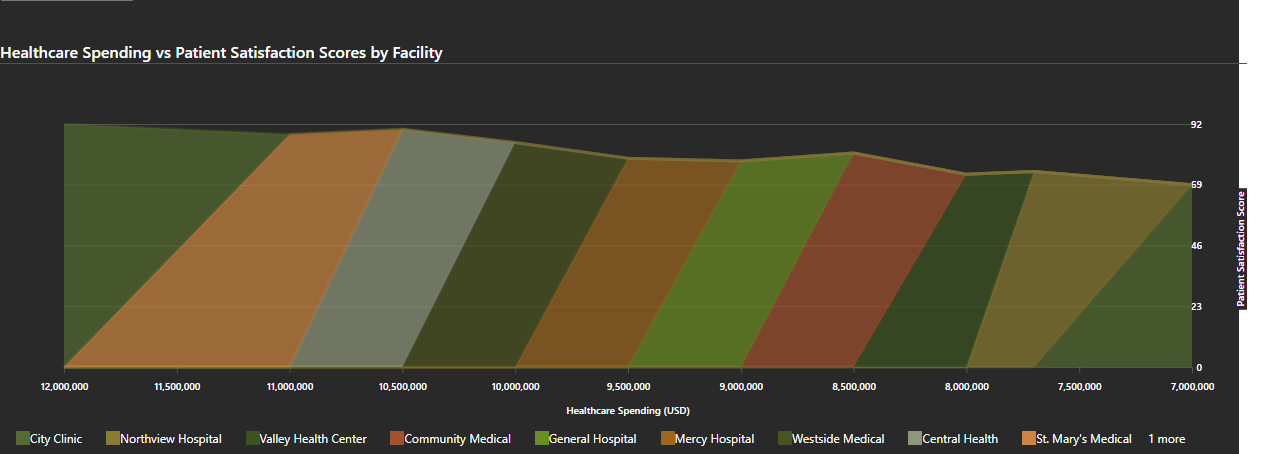 Healthcare Spending vs Patient Satisfaction Scores by Facility
92
69
46
23
0
Patient Satisfaction Score
12,000,000 11,500,000 11,000,000 10,500,000 10,000,000 9,500,000 9,000,000 8,500,000 8,000,000 7,500,000 7,000,000
Healthcare Spending (USD)
City Clinic Northview Hospital Valley Health Center Community Medical General Hospital Mercy Hospital Westside Medical Central Health St. Mary's Medical 1 more